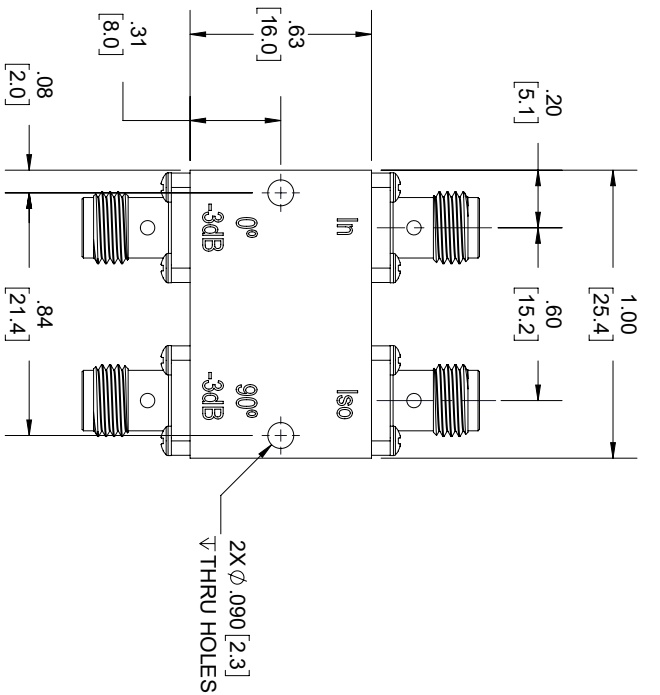 1.00
[25.4]
.20
[5.1]
.60
[15.2]
.63
[16.0]
.31
[8.0]
In
Iso
0°
-3dB
90°
-3dB
.08
[2.0]
.84
[21.4]
2X Ø .090 [2.3]
↧ THRU HOLES